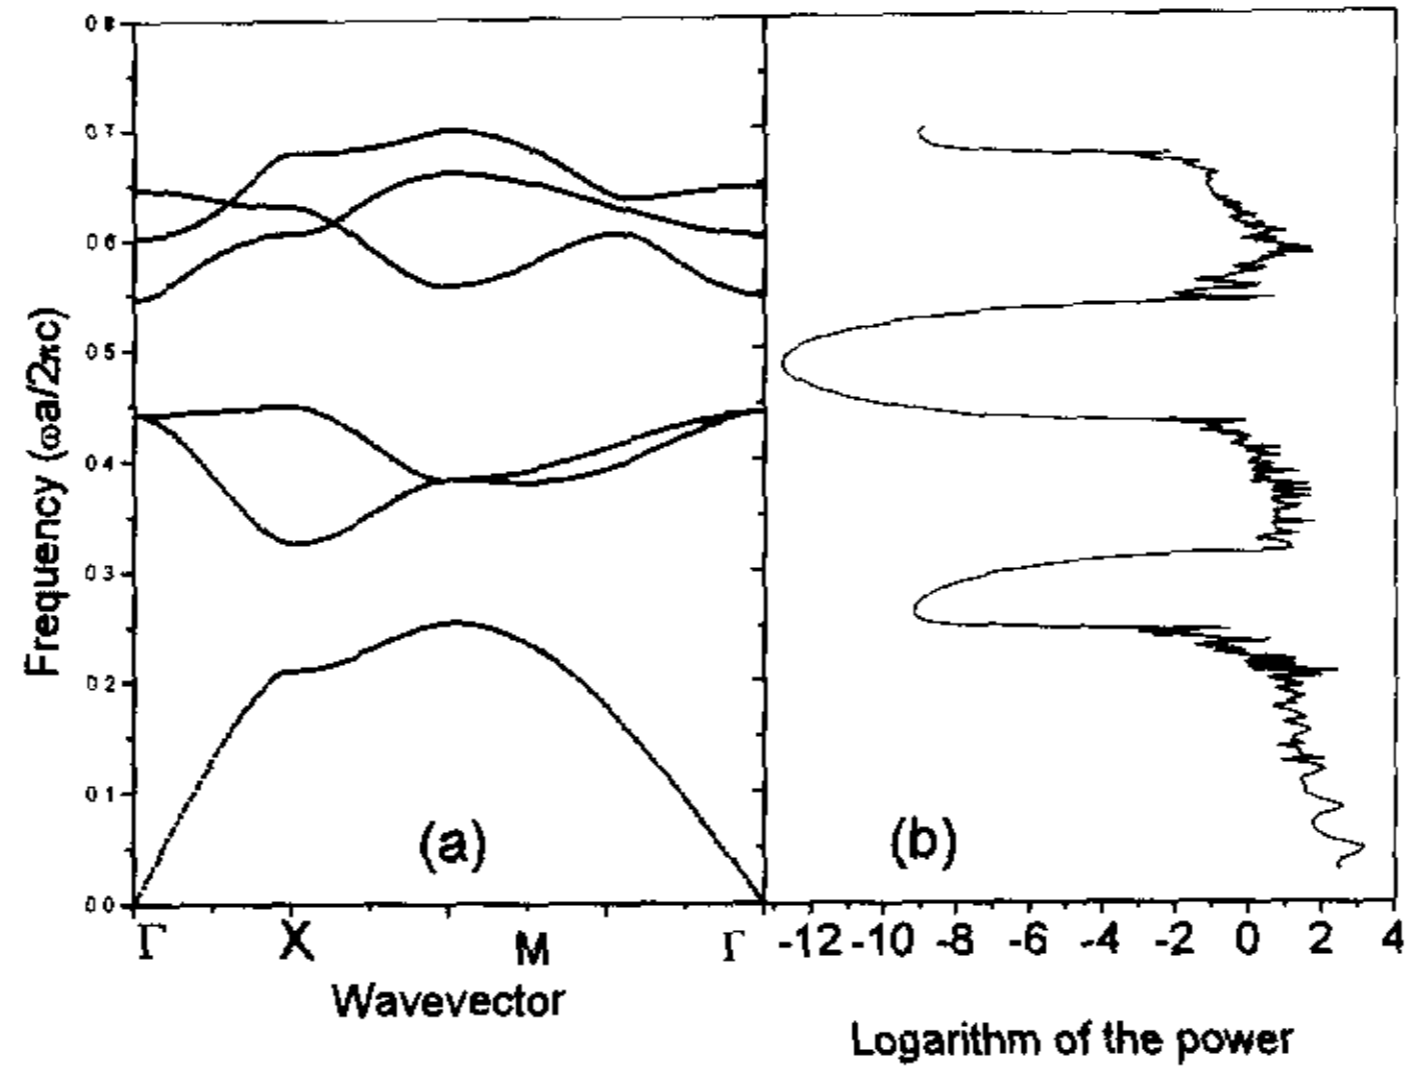 0.8
0.7
0.6
0.5
0.4
0.3
0.2
0.1
0.0
Frequency (ωa/2πc)
(a)
(b)
Γ X M Γ
-12 -10 -8 -6 -4 -2 0 2 4
Wavevector
Logarithm of the power